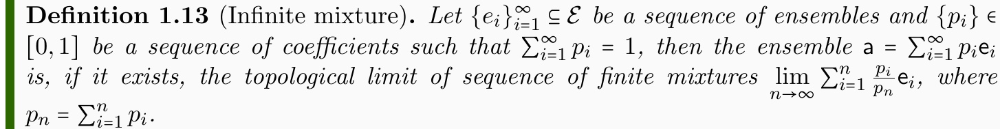 Definition 1.13 (Infinite mixture). Let $\{e_i\}_{i=1}^{\infty} \subseteq \mathcal{E}$ be a sequence of ensembles and $\{p_i\} \in$
$[0, 1]$ be a sequence of coefficients such that $\sum_{i=1}^{\infty} p_i = 1$, then the ensemble $\mathsf{a} = \sum_{i=1}^{\infty} p_i \mathsf{e}_i$
is, if it exists, the topological limit of sequence of finite mixtures $\lim\limits_{n \to \infty} \sum_{i=1}^{n} \frac{p_i}{p_n} \mathsf{e}_i$, where
$p_n = \sum_{i=1}^{n} p_i$.